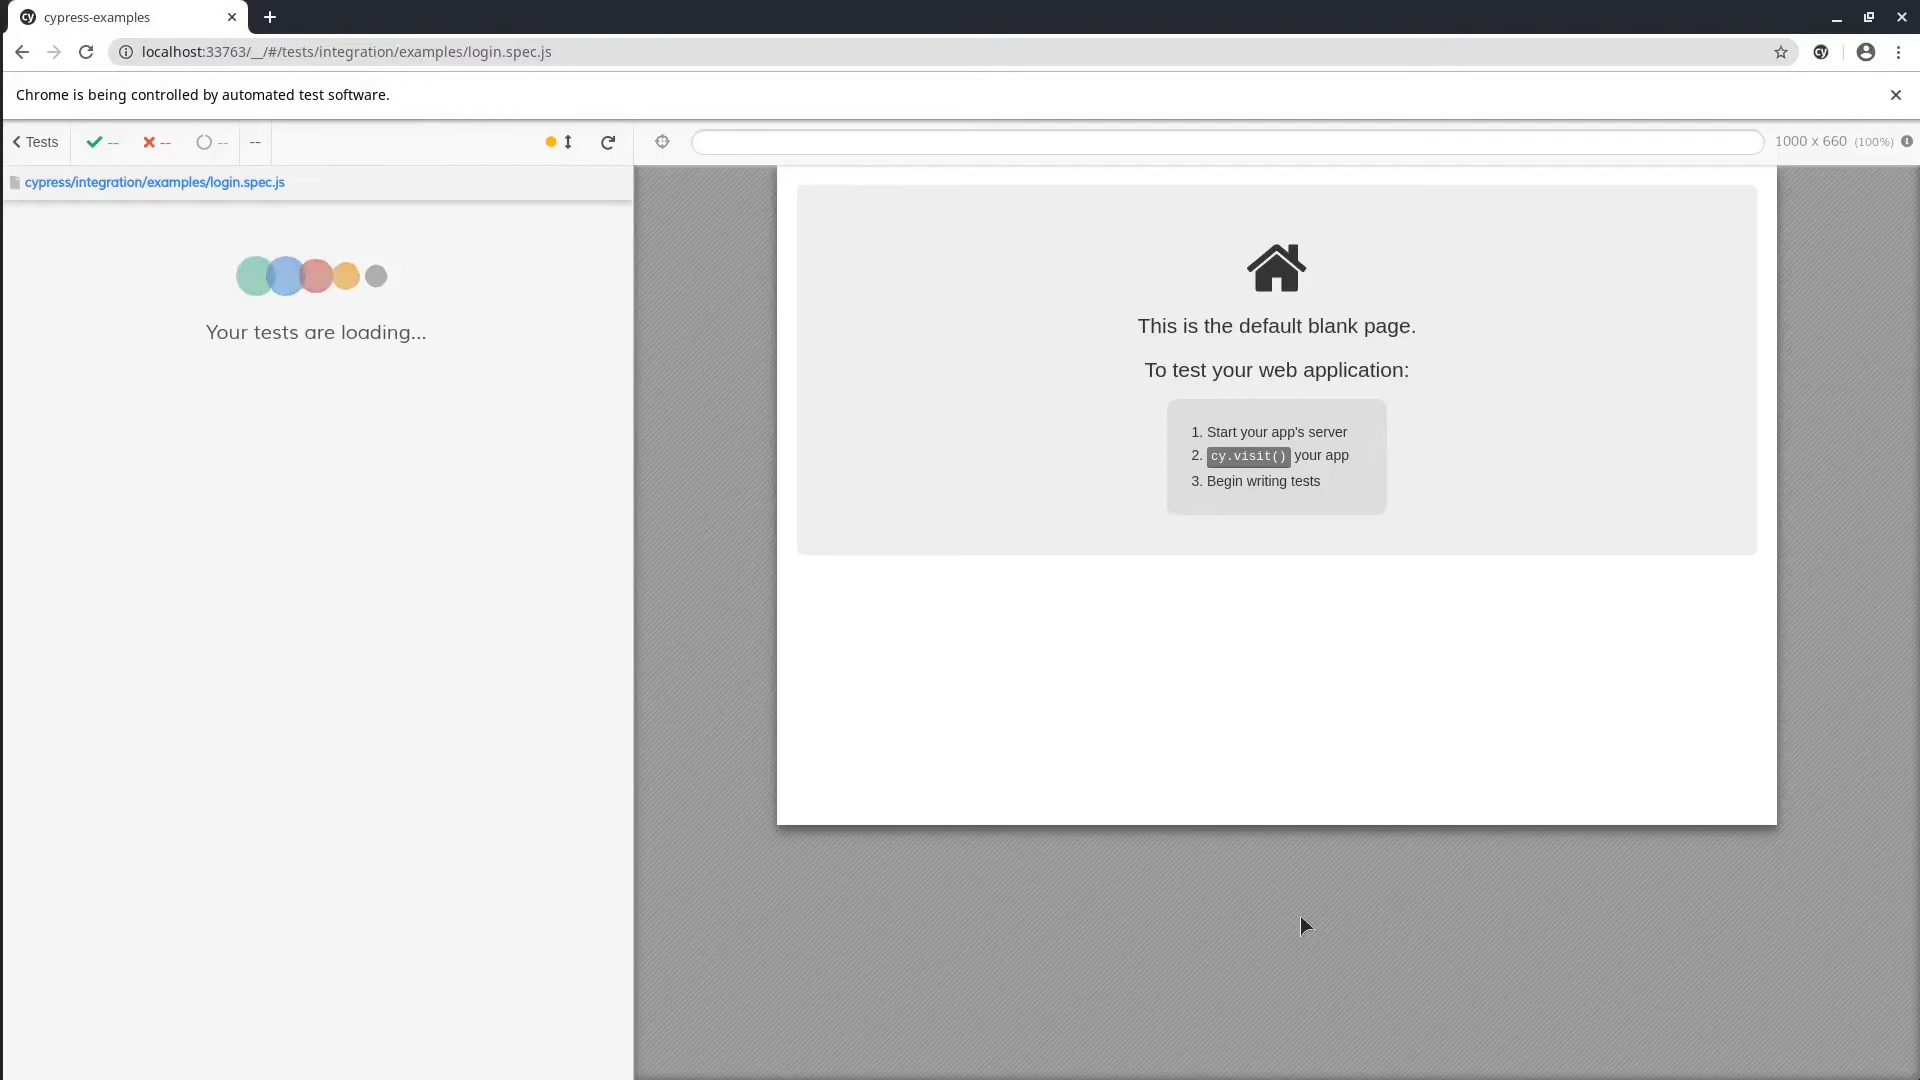 cypress-examples
localhost:33763/__/#/tests/integration/examples/login.spec.js
Chrome is being controlled by automated test software.
Tests -- -- -- -- 1000 x 660 (100%)
cypress/integration/examples/login.spec.js
Your tests are loading...
This is the default blank page.
To test your web application:
1. Start your app's server
2. cy.visit() your app
3. Begin writing tests